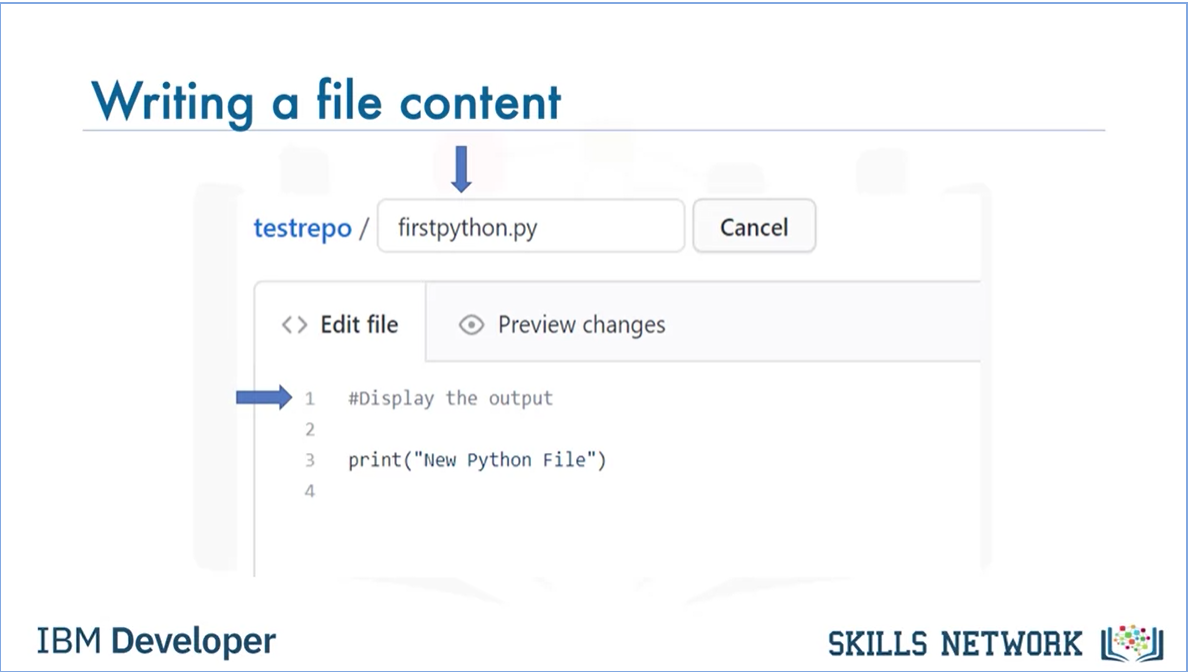 Writing a file content
testrepo / firstpython.py Cancel
<> Edit file Preview changes
1 #Display the output
2
3 print("New Python File")
4
IBM Developer SKILLS NETWORK